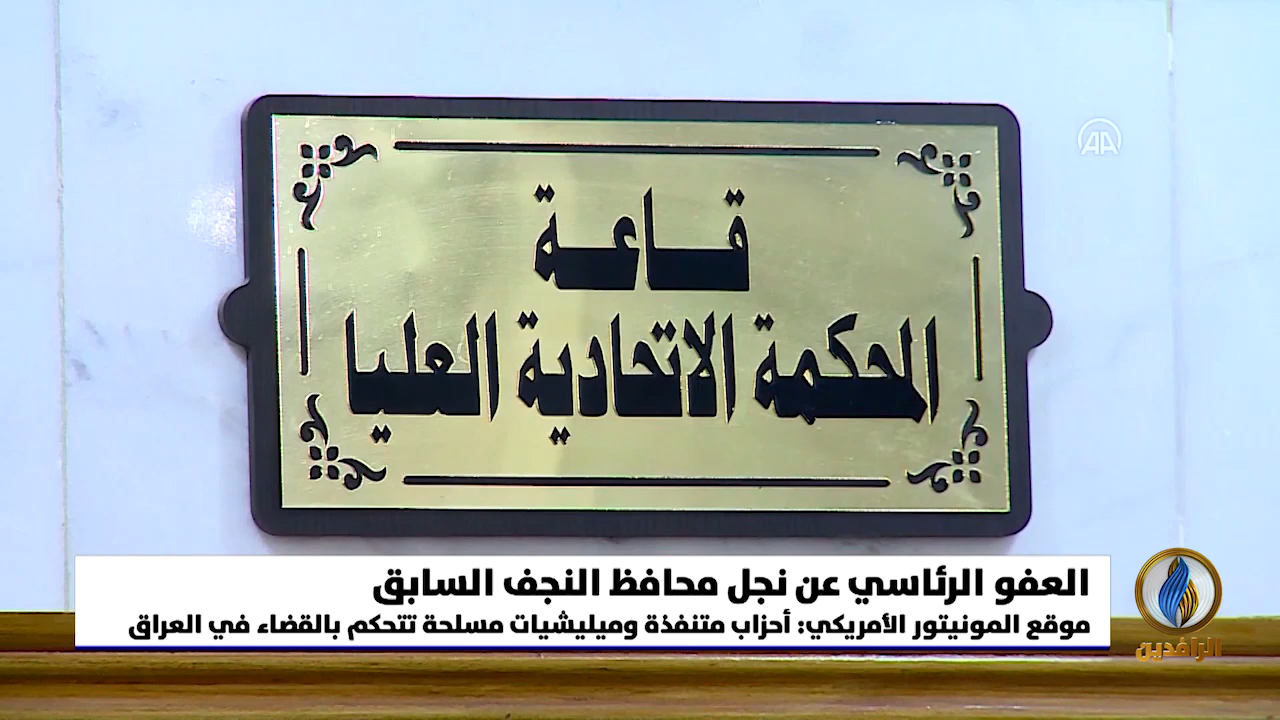 AA
قاعة
المحكمة الاتحادية العليا
العفو الرئاسي عن نجل محافظ النجف السابق
موقع المونيتور الأمريكي: أحزاب متنفذة وميليشيات مسلحة تتحكم بالقضاء في العراق
الرافدين